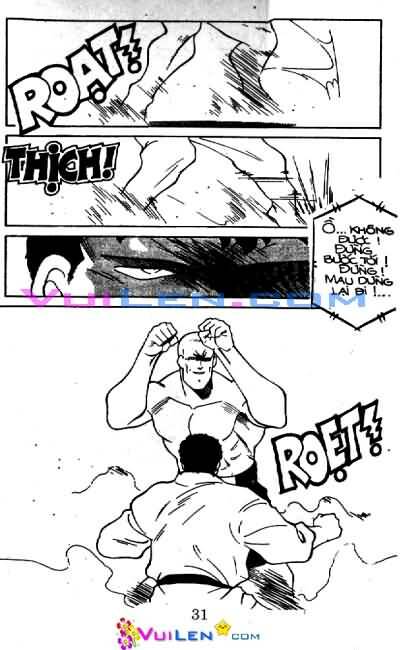 ROẠT!!
THỊCH!
Ồ... KHÔNG
ĐƯỢC!
ĐỪNG
BƯỚC TỚI!
ĐỪNG!
MAU DỪNG
LẠI ĐI!...
VUILEN.COM
ROẸT!!
31
VUILEN.COM